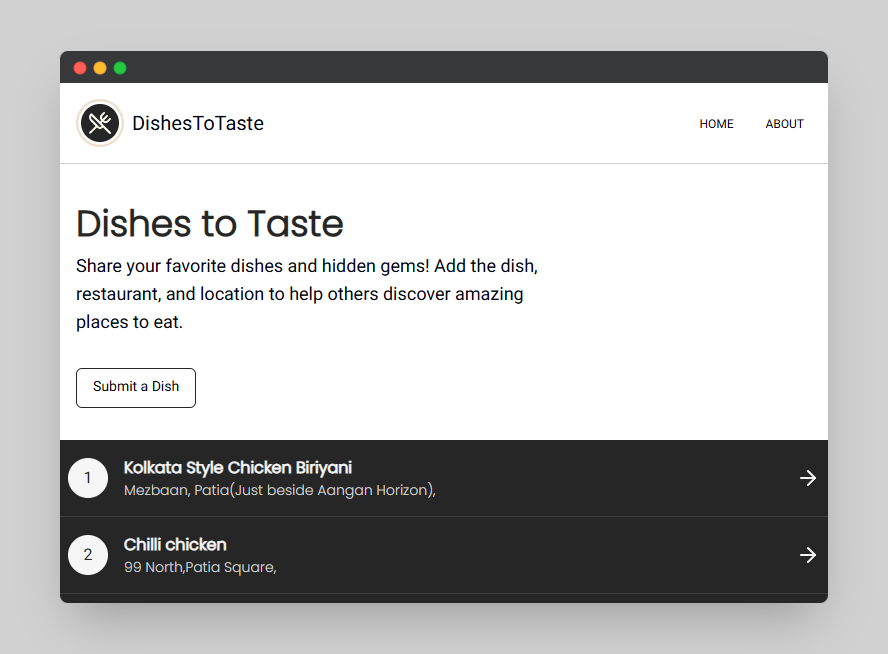 DishesToTaste
HOME
ABOUT
Dishes to Taste
Share your favorite dishes and hidden gems! Add the dish,
restaurant, and location to help others discover amazing
places to eat.
Submit a Dish
1
Kolkata Style Chicken Biriyani
Mezbaan, Patia(Just beside Aangan Horizon),
2
Chilli chicken
99 North,Patia Square,